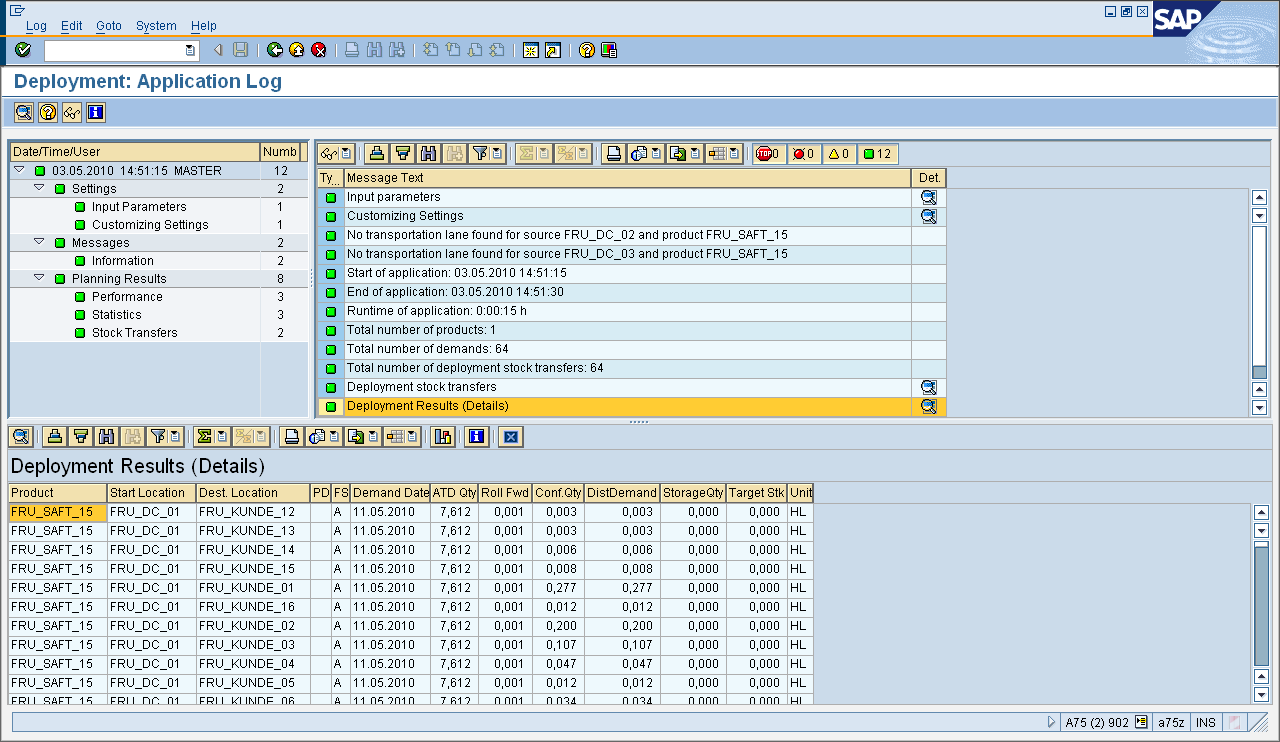 Log Edit Goto System Help
SAP
Deployment: Application Log
Date/Time/User Numb
03.05.2010 14:51:15 MASTER 12
Settings 2
Input Parameters 1
Customizing Settings 1
Messages 2
Information 2
Planning Results 8
Performance 3
Statistics 3
Stock Transfers 2
STOP 0 0 0 12
Ty... Message Text Det.
Input parameters
Customizing Settings
No transportation lane found for source FRU_DC_02 and product FRU_SAFT_15
No transportation lane found for source FRU_DC_03 and product FRU_SAFT_15
Start of application: 03.05.2010 14:51:15
End of application: 03.05.2010 14:51:30
Runtime of application: 0:00:15 h
Total number of products: 1
Total number of demands: 64
Total number of deployment stock transfers: 64
Deployment stock transfers
Deployment Results (Details)
Deployment Results (Details)
Product Start Location Dest. Location PD FS Demand Date ATD Qty Roll Fwd Conf.Qty DistDemand StorageQty Target Stk Unit
FRU_SAFT_15 FRU_DC_01 FRU_KUNDE_12 A 11.05.2010 7,612 0,001 0,003 0,003 0,000 0,000 HL
FRU_SAFT_15 FRU_DC_01 FRU_KUNDE_13 A 11.05.2010 7,612 0,001 0,003 0,003 0,000 0,000 HL
FRU_SAFT_15 FRU_DC_01 FRU_KUNDE_14 A 11.05.2010 7,612 0,001 0,006 0,006 0,000 0,000 HL
FRU_SAFT_15 FRU_DC_01 FRU_KUNDE_15 A 11.05.2010 7,612 0,001 0,008 0,008 0,000 0,000 HL
FRU_SAFT_15 FRU_DC_01 FRU_KUNDE_01 A 11.05.2010 7,612 0,001 0,277 0,277 0,000 0,000 HL
FRU_SAFT_15 FRU_DC_01 FRU_KUNDE_16 A 11.05.2010 7,612 0,001 0,012 0,012 0,000 0,000 HL
FRU_SAFT_15 FRU_DC_01 FRU_KUNDE_02 A 11.05.2010 7,612 0,001 0,200 0,200 0,000 0,000 HL
FRU_SAFT_15 FRU_DC_01 FRU_KUNDE_03 A 11.05.2010 7,612 0,001 0,107 0,107 0,000 0,000 HL
FRU_SAFT_15 FRU_DC_01 FRU_KUNDE_04 A 11.05.2010 7,612 0,001 0,047 0,047 0,000 0,000 HL
FRU_SAFT_15 FRU_DC_01 FRU_KUNDE_05 A 11.05.2010 7,612 0,001 0,012 0,012 0,000 0,000 HL
FRU_SAFT_15 FRU_DC_01 FRU_KUNDE_06 A 11.05.2010 7,612 0,001 0,034 0,034 0,000 0,000 HL
A75 (2) 902 a75z INS